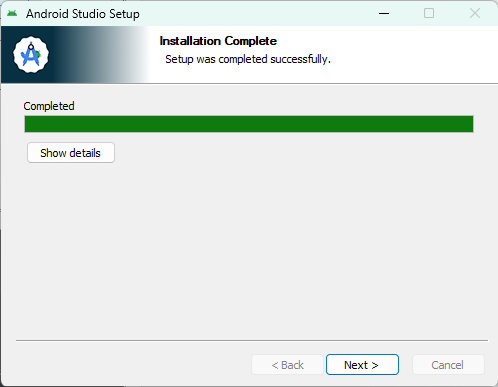 Android Studio Setup
Installation Complete
Setup was completed successfully.
Completed
Show details
< Back
Next >
Cancel